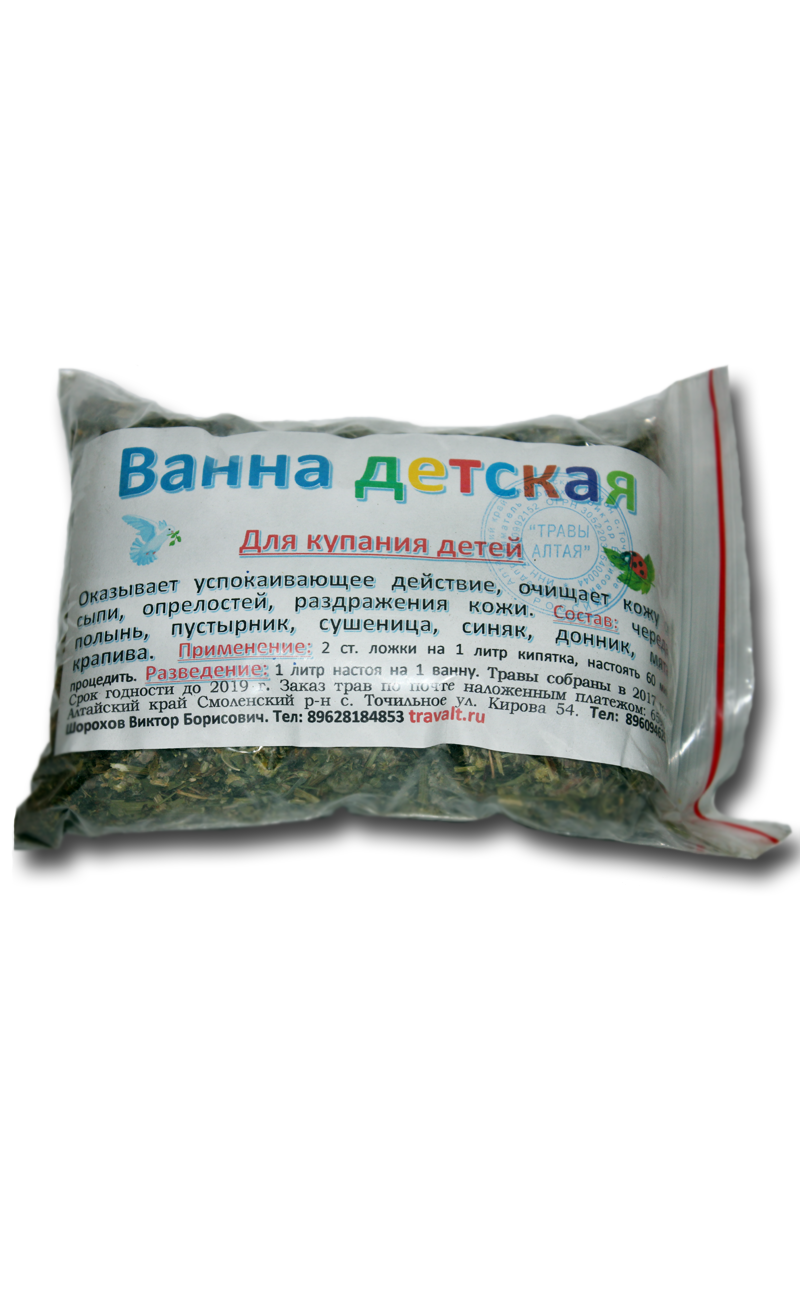 Ванна детская
Для купания детей
"ТРАВЫ
АЛТАЯ"
Оказывает успокаивающее действие, очищает кожу
сыпи, опрелостей, раздражения кожи. Состав:
полынь, пустырник, сушеница, синяк, донник,
крапива. Применение: 2 ст. ложки на 1 литр кипятка, настоять 60
процедить. Разведение: 1 литр настоя на 1 ванну. Травы собраны в 2017
Срок годности до 2019 г. Заказ трав по почте наложенным платежом:
Алтайский край Смоленский р-н с. Точильное ул. Кирова 54. Тел:
Шорохов Виктор Борисович. Тел: 89628184853 travalt.ru